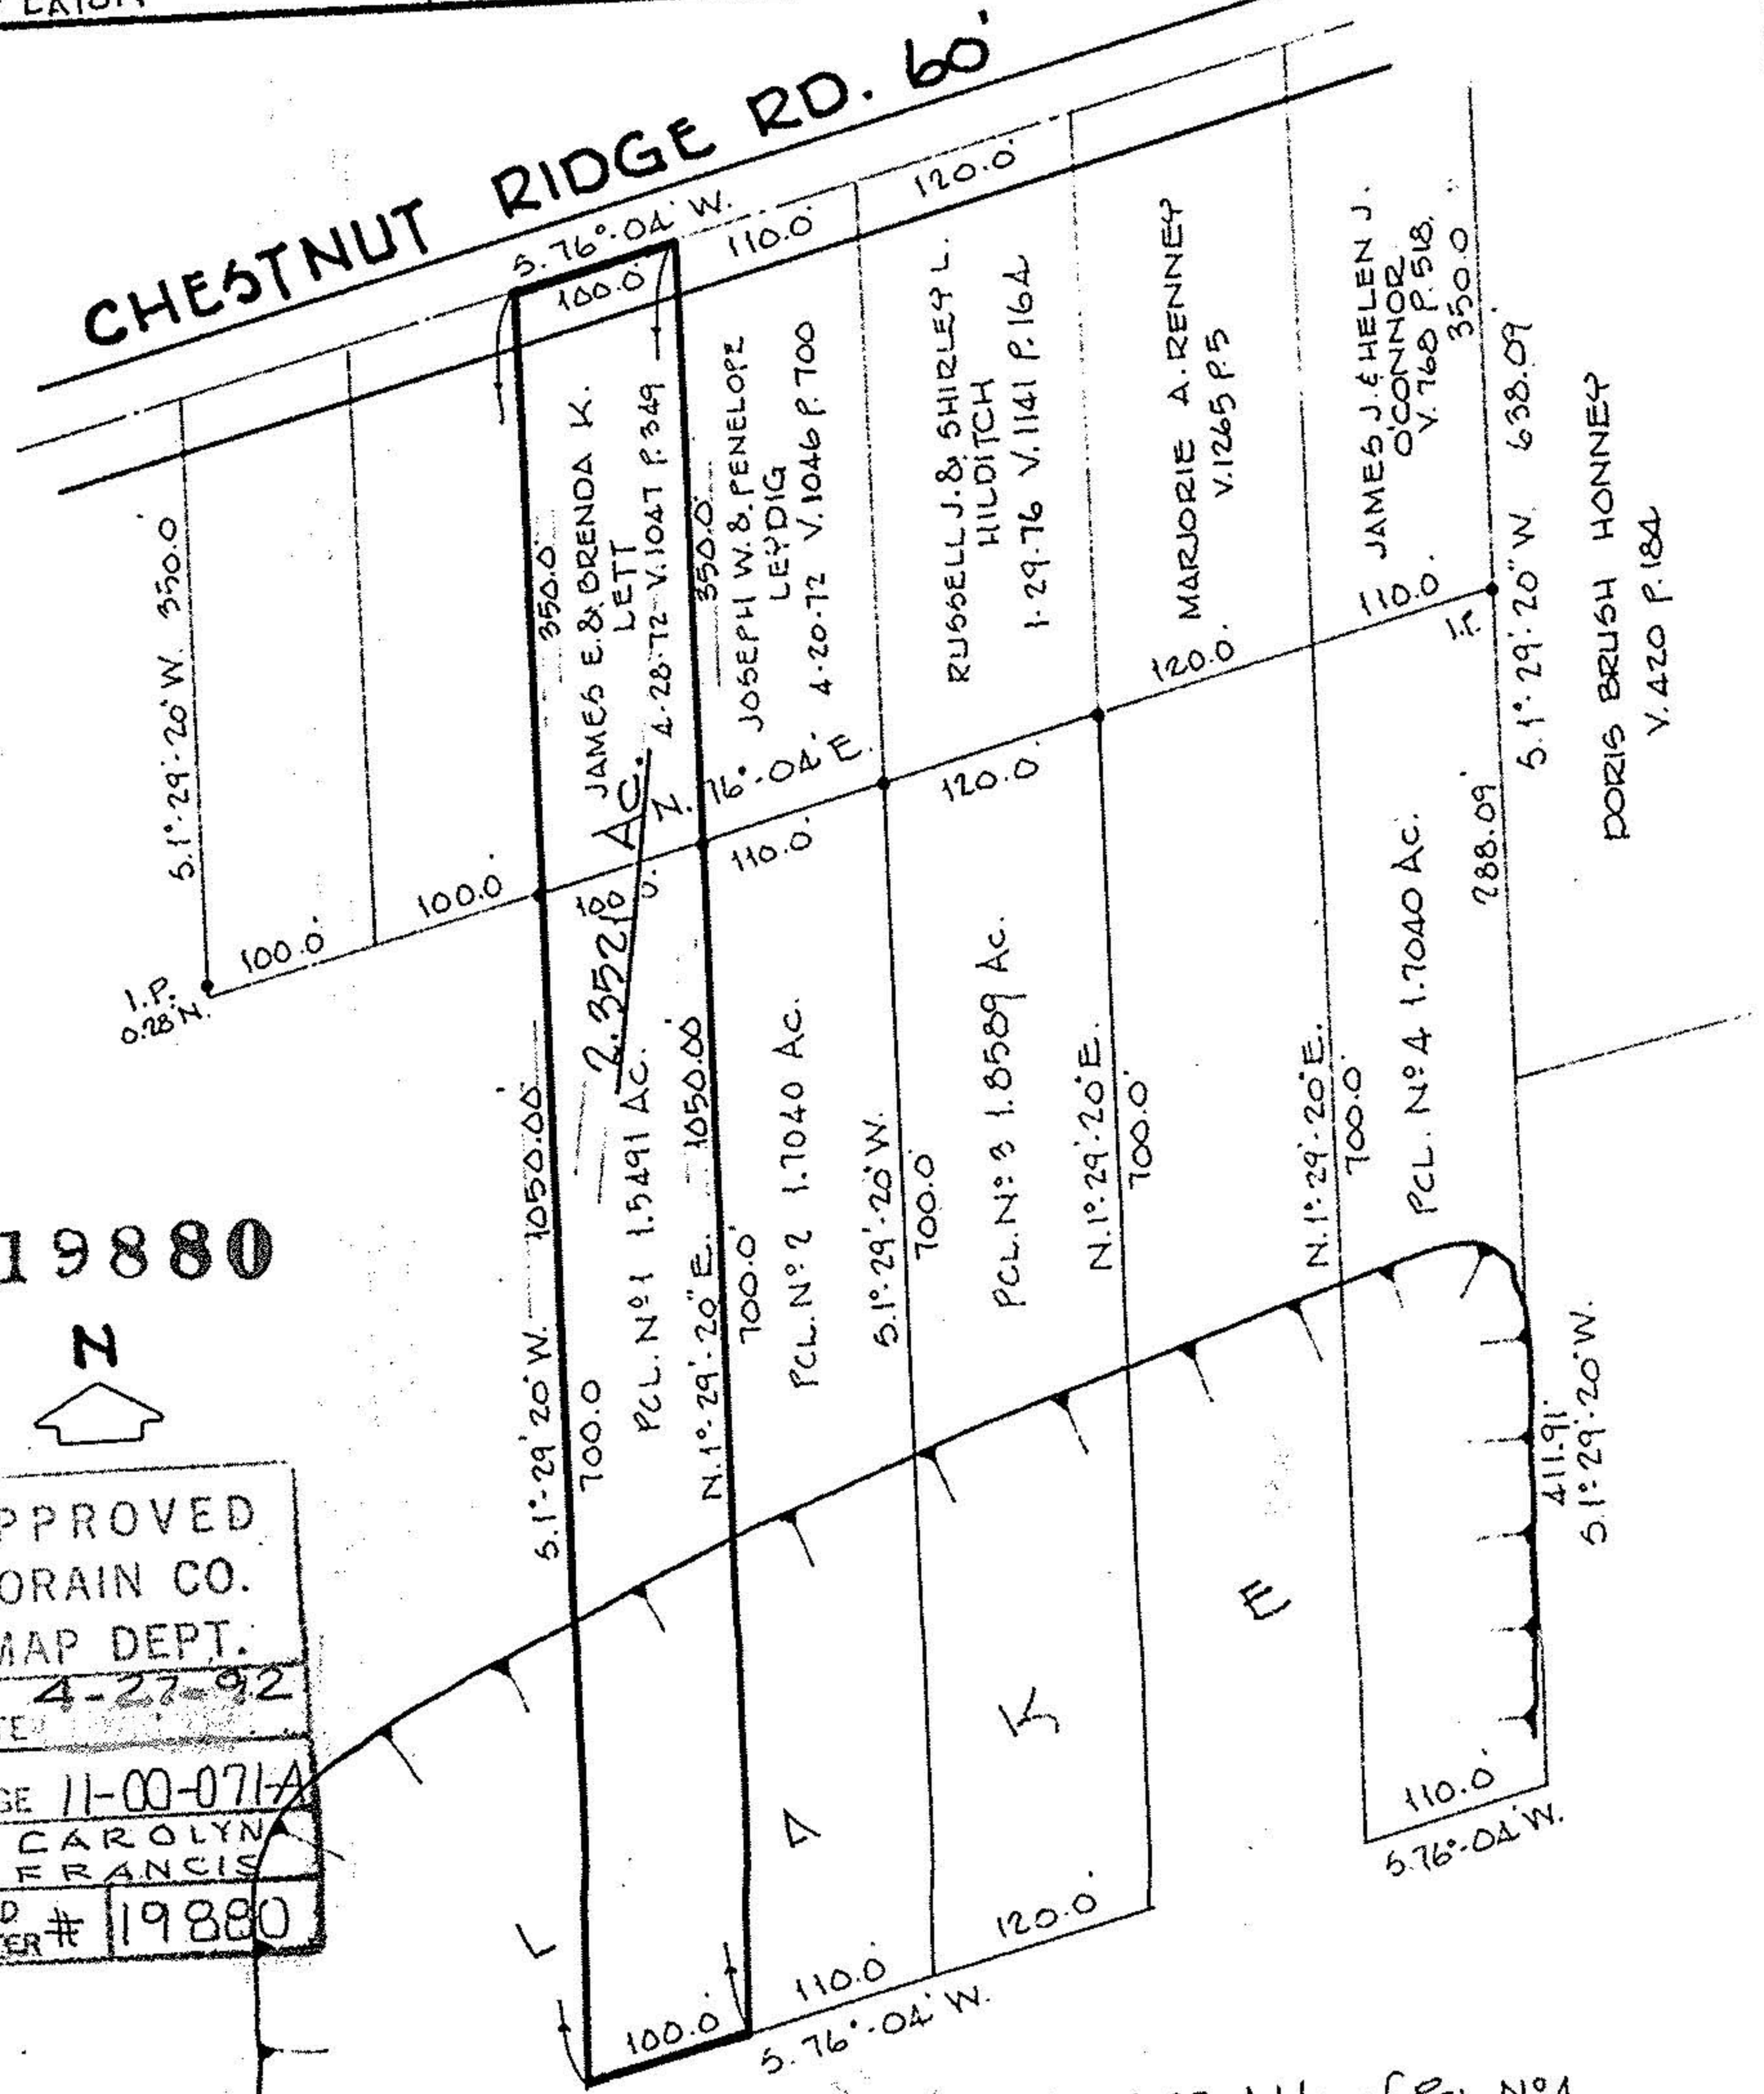 CHESTNUT RIDGE RD. 60'
S. 76°-04' W.
100.0'
110.0'
120.0'
S.1°-29'-20" W. 350.0'
350.0'
JAMES E. & BRENDA K.
LETT
4-28-72 V.1047 P.349
350.0'
JOSEPH W. & PENELOPE
LEYDIG
4-20-72 V.1046 P.700
RUSSELL J. & SHIRLEY L.
HILDITCH
1-29-76 V.1141 P.164
MARJORIE A. RENNEY
V.1265 P.5
JAMES J. & HELEN J.
O'CONNOR
V.768 P.518
350.0
S.1°-29'-20" W. 638.09'
DORIS BRUSH HONNEY
V.420 P.184
I.P.
0.28' N.
100.0'
100.0'
100.0'
2.3521 AC.
N. 76°-04' E.
110.0'
120.0'
120.0'
110.0'
288.09'
S.1°-29'-20" W. 1050.00'
700.0
PCL. Nº 1 1.5491 AC.
N.1°-29'-20" E. 1050.00
700.0'
PCL. Nº 2 1.7040 AC.
S.1°-29'-20" W.
700.0'
PCL. Nº 3 1.8589 AC.
N.1°-29'-20" E.
700.0'
N.1°-29'-20" E.
700.0'
PCL. Nº 4 1.7040 AC.
411.91'
S.1°-29'-20" W.
19880
N
APPROVED
LORAIN CO.
MAP DEPT.
4-27-92
11-00-071-A
CAROLYN
FRANCIS
# 19880
L A K E
100.0'
110.0'
120.0'
S. 76°-04' W.
110.0'
S. 76°-04' W.
Nº1